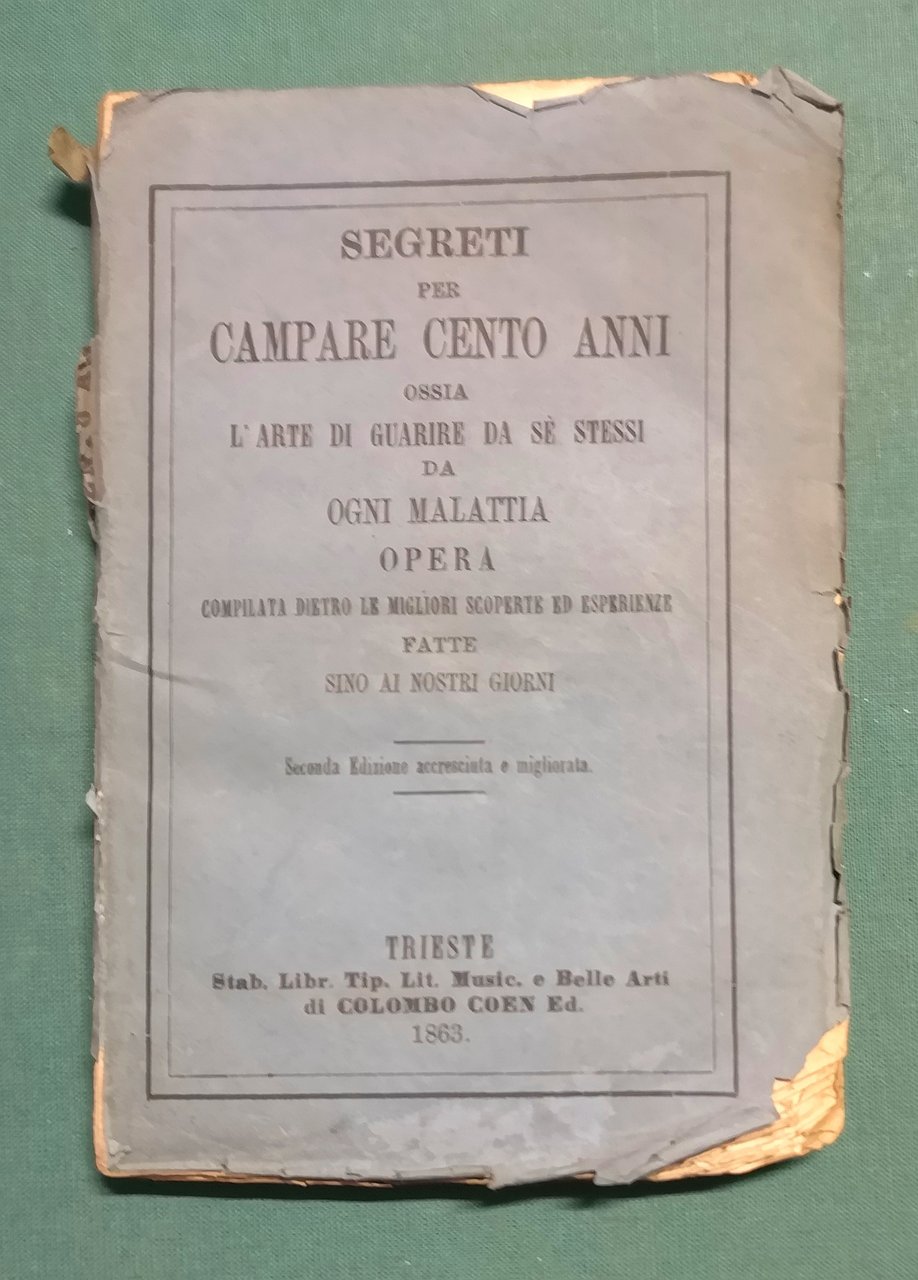 SEGRETI
PER
CAMPARE CENTO ANNI
OSSIA
L'ARTE DI GUARIRE DA SÈ STESSI
DA
OGNI MALATTIA
OPERA
COMPILATA DIETRO LE MIGLIORI SCOPERTE ED ESPERIENZE
FATTE
SINO AI NOSTRI GIORNI
Seconda Edizione accresciuta e migliorata.
TRIESTE
Stab. Libr. Tip. Lit. Music. e Belle Arti
di COLOMBO COEN Ed.
1863.